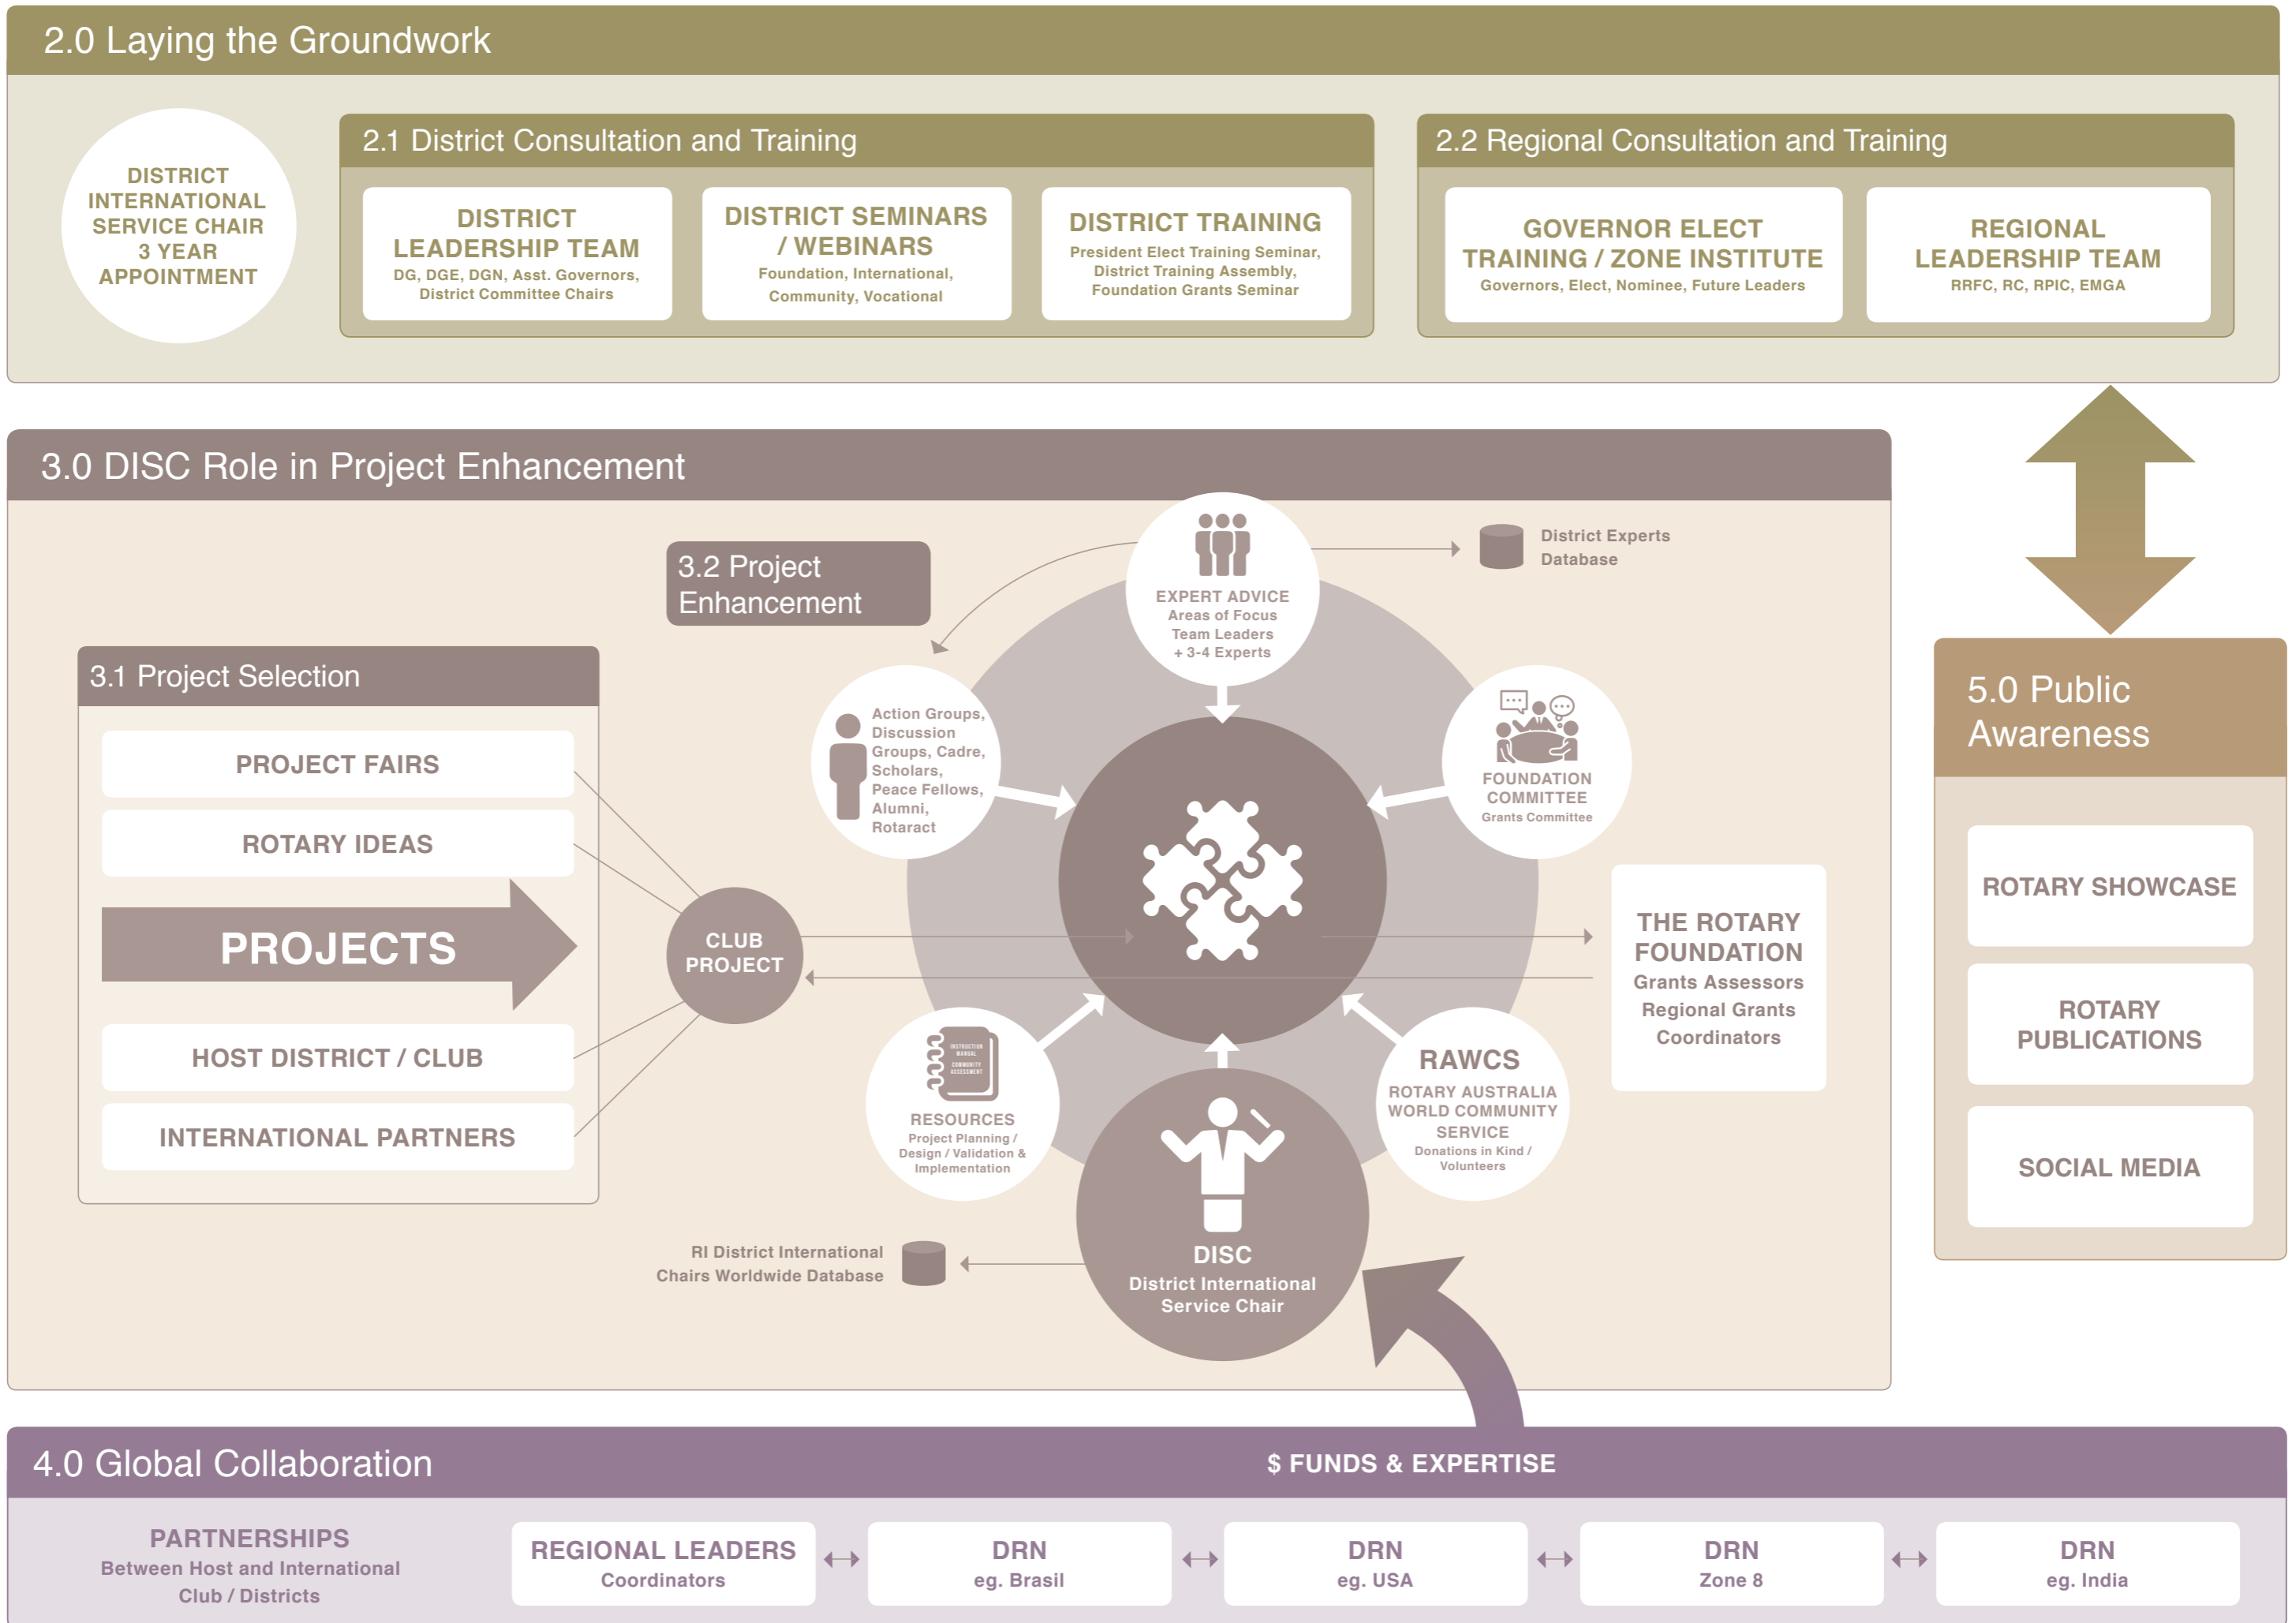 2.0 Laying the Groundwork
DISTRICT
INTERNATIONAL
SERVICE CHAIR
3 YEAR
APPOINTMENT
2.1 District Consultation and Training
DISTRICT
LEADERSHIP TEAM
DG, DGE, DGN, Asst. Governors,
District Committee Chairs
DISTRICT SEMINARS
/ WEBINARS
Foundation, International,
Community, Vocational
DISTRICT TRAINING
President Elect Training Seminar,
District Training Assembly,
Foundation Grants Seminar
2.2 Regional Consultation and Training
GOVERNOR ELECT
TRAINING / ZONE INSTITUTE
Governors, Elect, Nominee, Future Leaders
REGIONAL
LEADERSHIP TEAM
RRFC, RC, RPIC, EMGA
3.0 DISC Role in Project Enhancement
3.1 Project Selection
PROJECT FAIRS
ROTARY IDEAS
PROJECTS
HOST DISTRICT / CLUB
INTERNATIONAL PARTNERS
CLUB
PROJECT
3.2 Project
Enhancement
EXPERT ADVICE
Areas of Focus
Team Leaders
+ 3-4 Experts
District Experts
Database
Action Groups,
Discussion
Groups, Cadre,
Scholars,
Peace Fellows,
Alumni,
Rotaract
FOUNDATION
COMMITTEE
Grants Committee
THE ROTARY
FOUNDATION
Grants Assessors
Regional Grants
Coordinators
INSTRUCTION
MANUAL
COMMUNITY
ASSESSMENT
RESOURCES
Project Planning /
Design / Validation &
Implementation
RAWCS
ROTARY AUSTRALIA
WORLD COMMUNITY
SERVICE
Donations in Kind /
Volunteers
DISC
District International
Service Chair
RI District International
Chairs Worldwide Database
5.0 Public
Awareness
ROTARY SHOWCASE
ROTARY
PUBLICATIONS
SOCIAL MEDIA
4.0 Global Collaboration
$ FUNDS & EXPERTISE
PARTNERSHIPS
Between Host and International
Club / Districts
REGIONAL LEADERS
Coordinators
DRN
eg. Brasil
DRN
eg. USA
DRN
Zone 8
DRN
eg. India